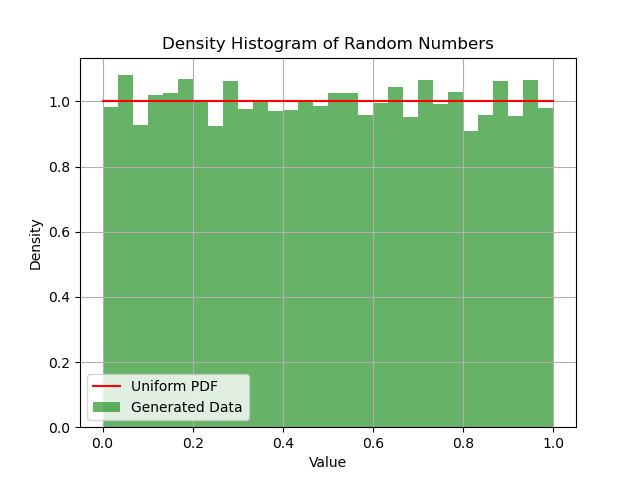 Density Histogram of Random Numbers
1.0
0.8
0.6
0.4
0.2
0.0
Density
Uniform PDF
Generated Data
0.0 0.2 0.4 0.6 0.8 1.0
Value